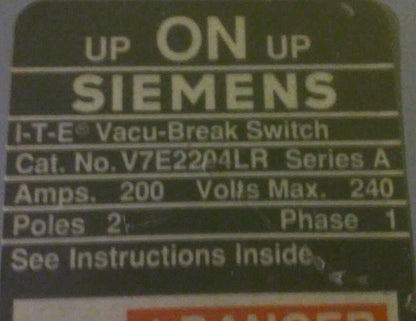 UP ON UP
SIEMENS
I-T-E® Vacu-Break Switch
Cat. No. V7E2204LR Series A
Amps. 200 Volts Max. 240
Poles 2 Phase 1
See Instructions Inside
DANGER